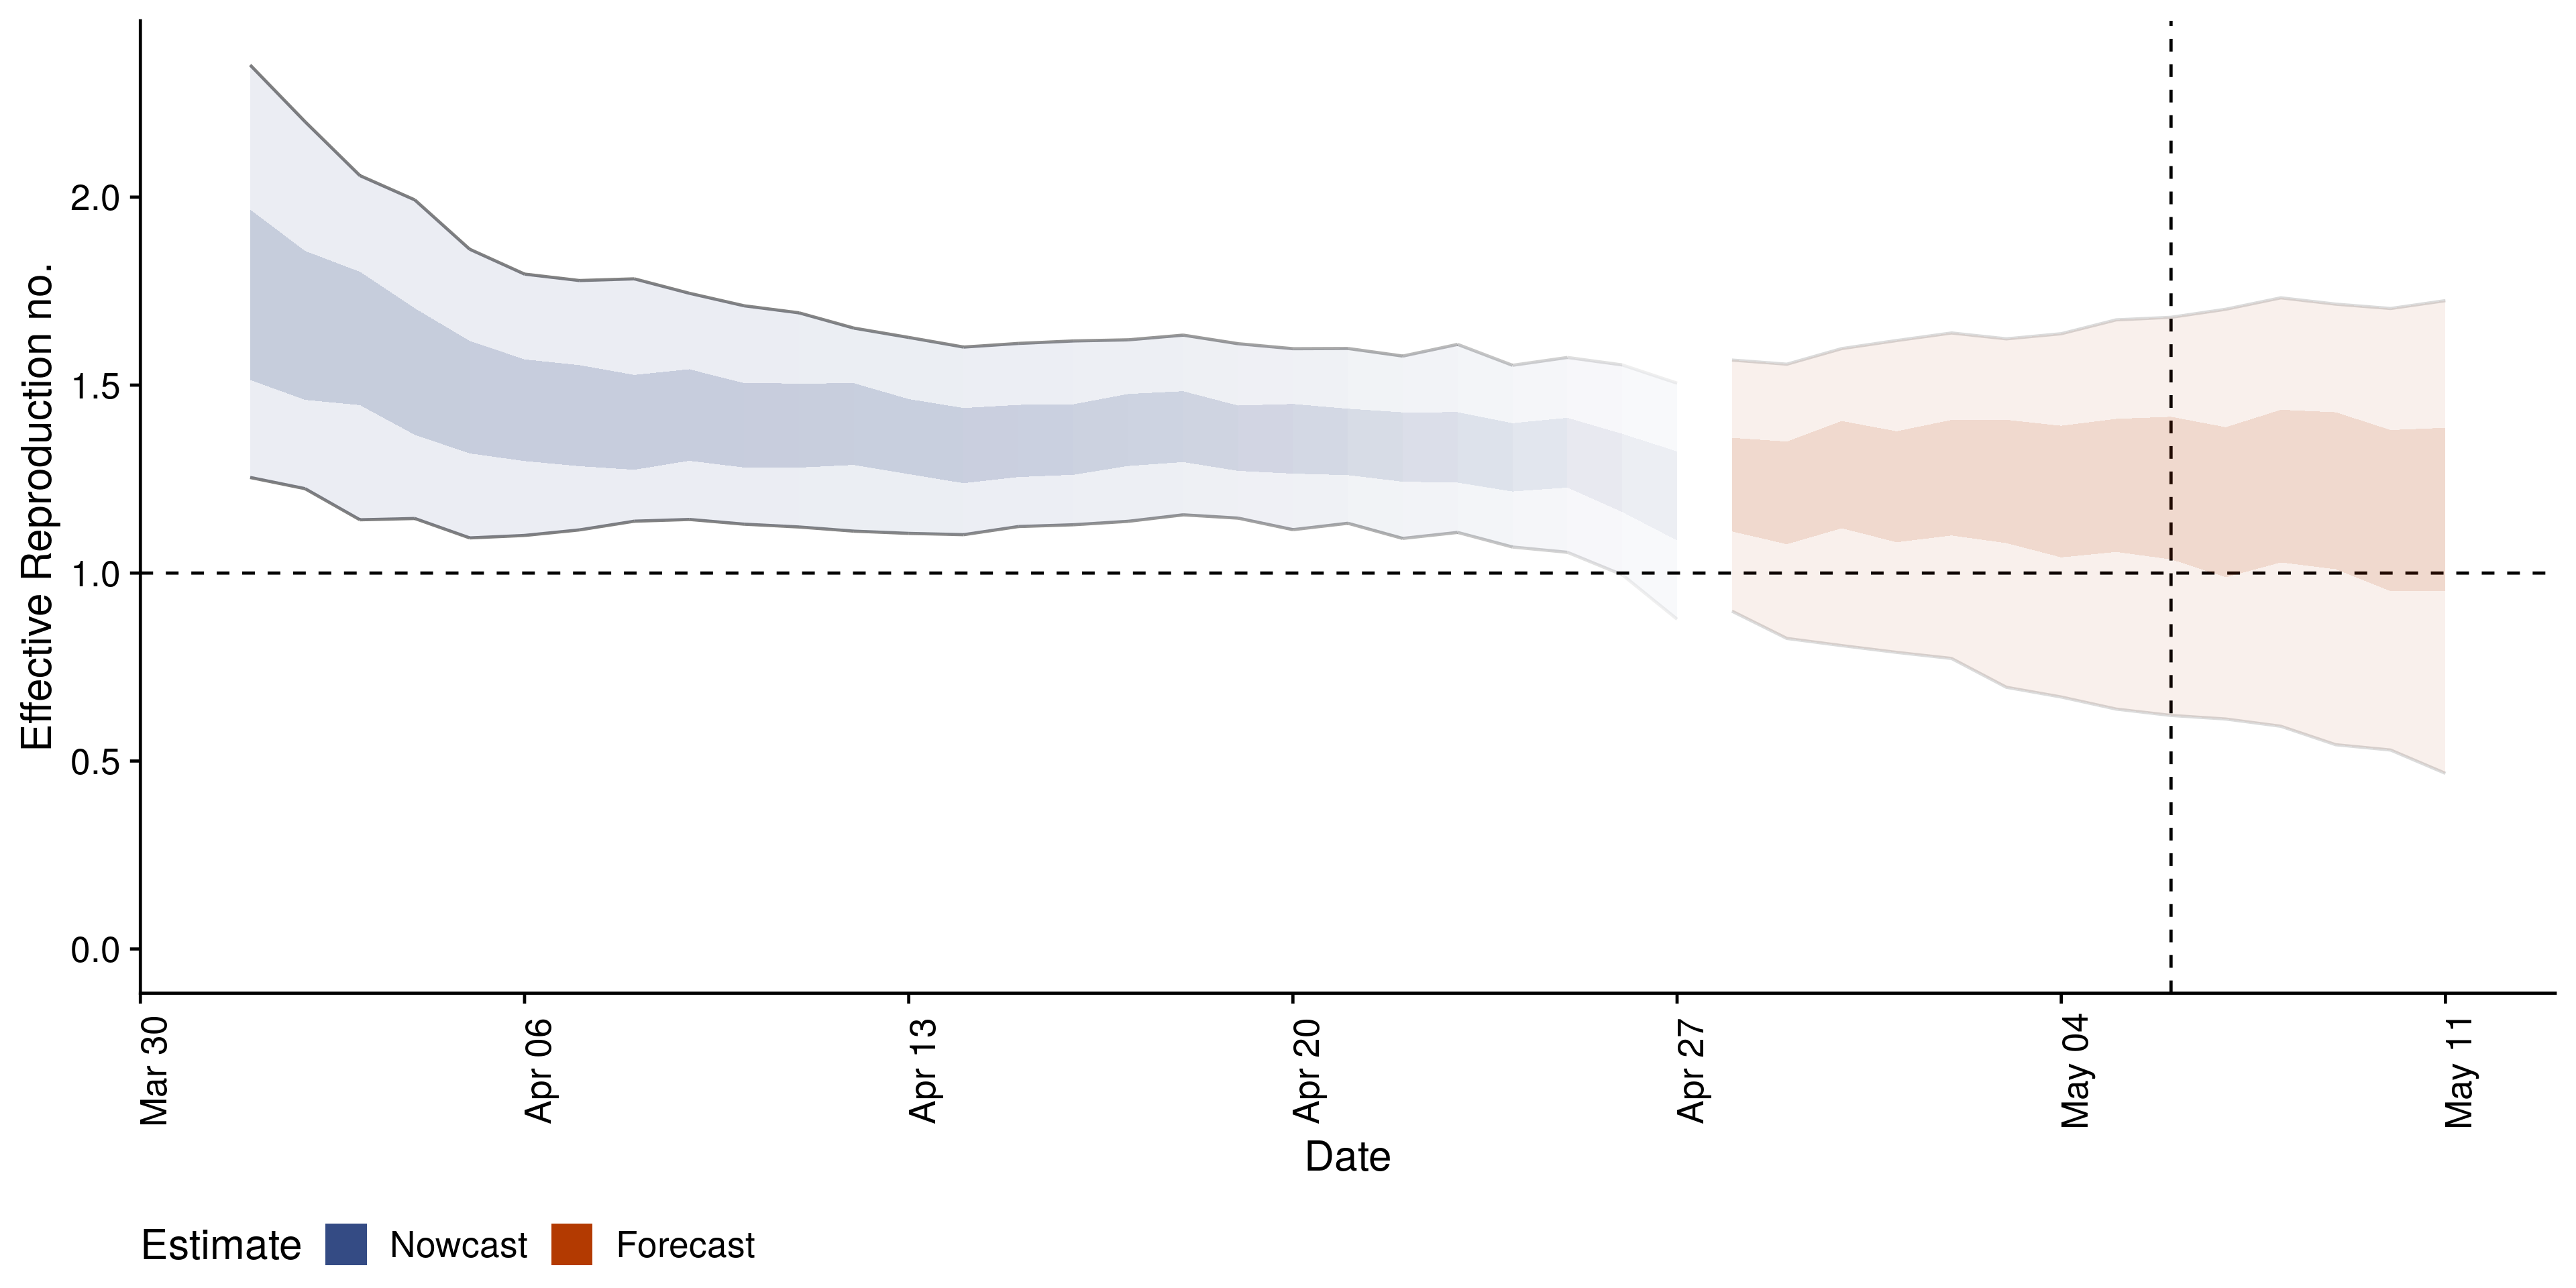 Effective Reproduction no.
2.0
1.5
1.0
0.5
0.0
Mar 30
Apr 06
Apr 13
Apr 20
Apr 27
May 04
May 11
Date
Estimate Nowcast Forecast